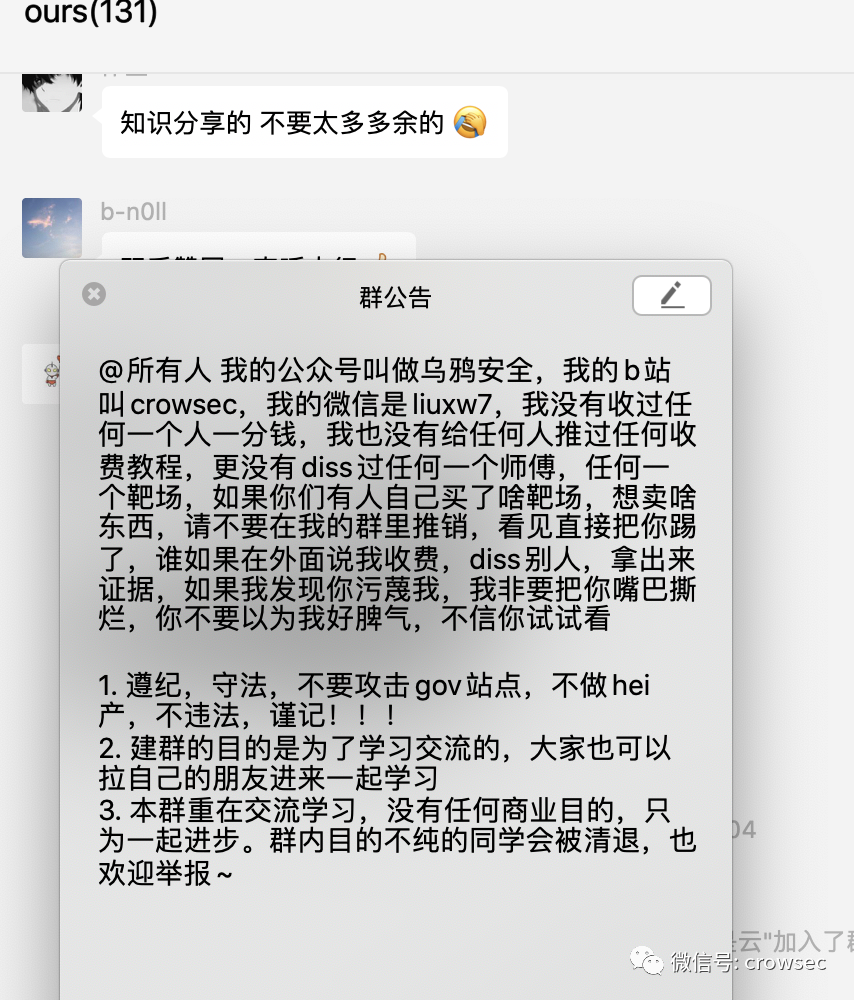 ours(131)
知识分享的 不要太多多余的
b-n0ll
群公告
@所有人 我的公众号叫做乌鸦安全，我的b站
叫crowsec，我的微信是liuxw7，我没有收过任
何一个人一分钱，我也没有给任何人推过任何收
费教程，更没有diss过任何一个师傅，任何一
个靶场，如果你们有人自己买了啥靶场，想卖啥
东西，请不要在我的群里推销，看见直接把你踢
了，谁如果在外面说我收费，diss别人，拿出来
证据，如果我发现你污蔑我，我非要把你嘴巴撕
烂，你不要以为我好脾气，不信你试试看
1. 遵纪，守法，不要攻击gov站点，不做hei
产，不违法，谨记！！！
2. 建群的目的是为了学习交流的，大家也可以
拉自己的朋友进来一起学习
3. 本群重在交流学习，没有任何商业目的，只
为一起进步。群内目的不纯的同学会被清退，也
欢迎举报~
04
云"加入了群
微信号: crowsec